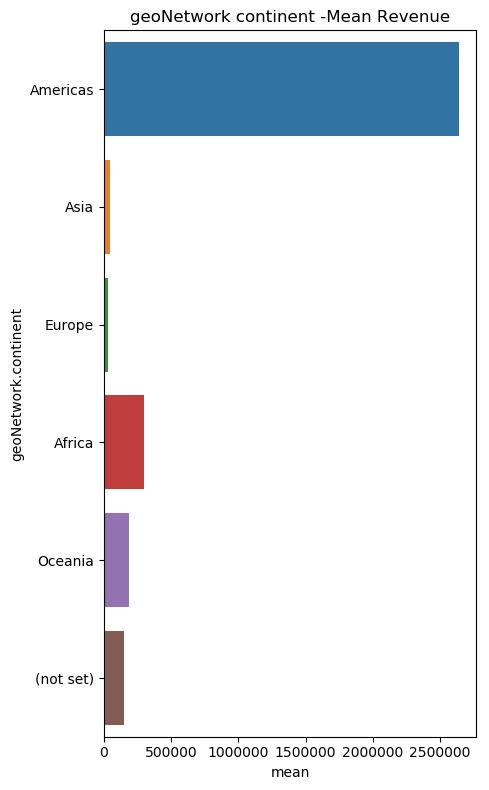 geoNetwork continent -Mean Revenue
geoNetwork.continent
Americas
Asia
Europe
Africa
Oceania
(not set)
0 500000 1000000 1500000 2000000 2500000
mean